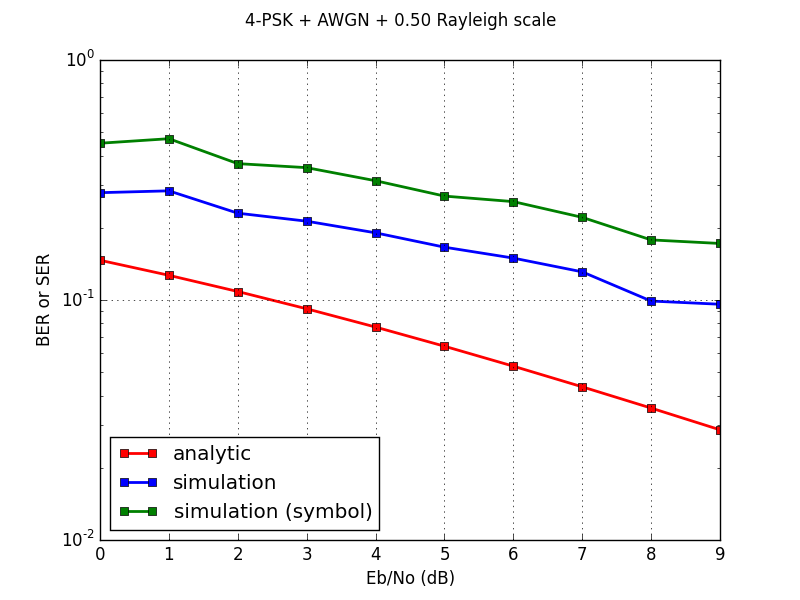 4-PSK + AWGN + 0.50 Rayleigh scale
10^0
10^-1
10^-2
BER or SER
analytic
simulation
simulation (symbol)
0 1 2 3 4 5 6 7 8 9
Eb/No (dB)